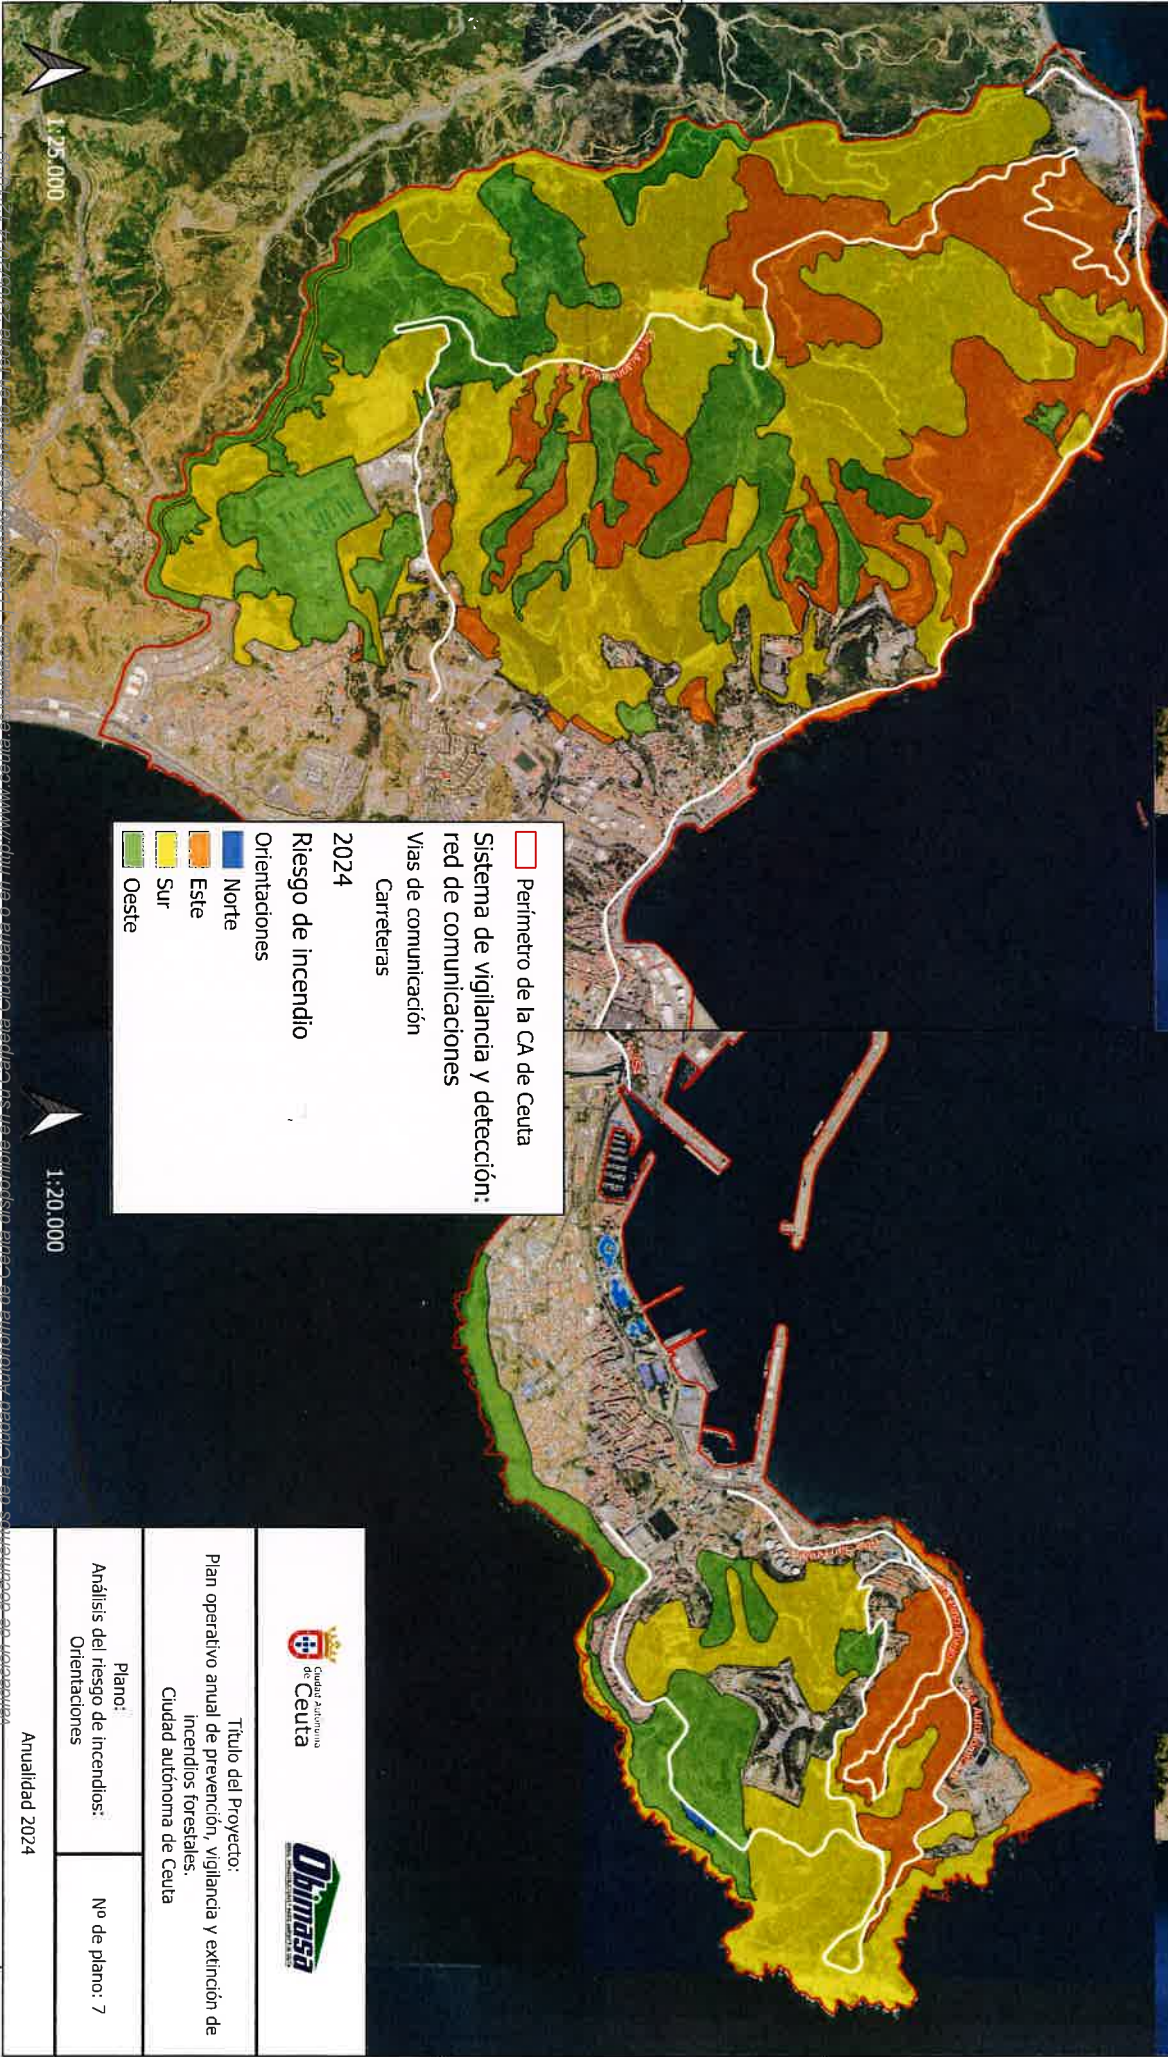 1:25.000
1:20.000
Perímetro de la CA de Ceuta
Sistema de vigilancia y detección:
red de comunicaciones
Vias de comunicación
Carreteras
2024
Riesgo de incendio
Orientaciones
Norte
Este
Sur
Oeste
Ciudad Autónoma
de Ceuta
Obimasa
Título del Proyecto:
Plan operativo anual de prevención, vigilancia y extinción de
incendios forestales.
Ciudad autónoma de Ceuta
Plano:
Análisis del riesgo de incendios:
Orientaciones
Nº de plano: 7
Anualidad 2024